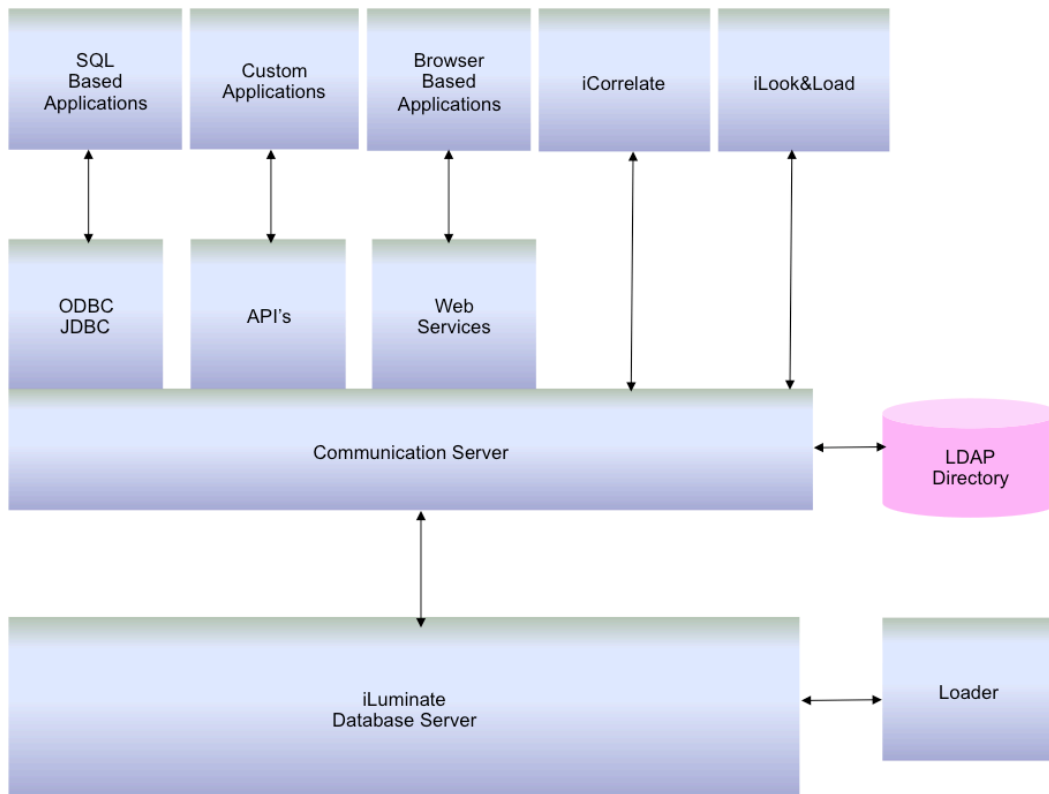 SQL
Based
Applications
Custom
Applications
Browser
Based
Applications
iCorrelate
iLook&Load
ODBC
JDBC
API’s
Web
Services
Communication Server
LDAP
Directory
iLuminate
Database Server
Loader